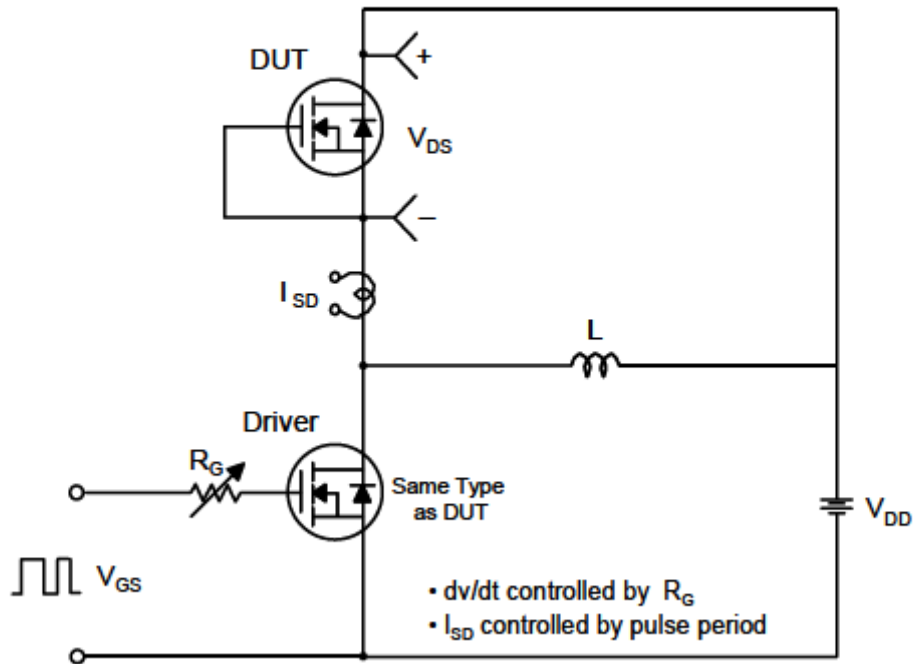 DUT
+
V_DS
−
I_SD
L
Driver
R_G
Same Type
as DUT
V_DD
V_GS
• dv/dt controlled by R_G
• I_SD controlled by pulse period